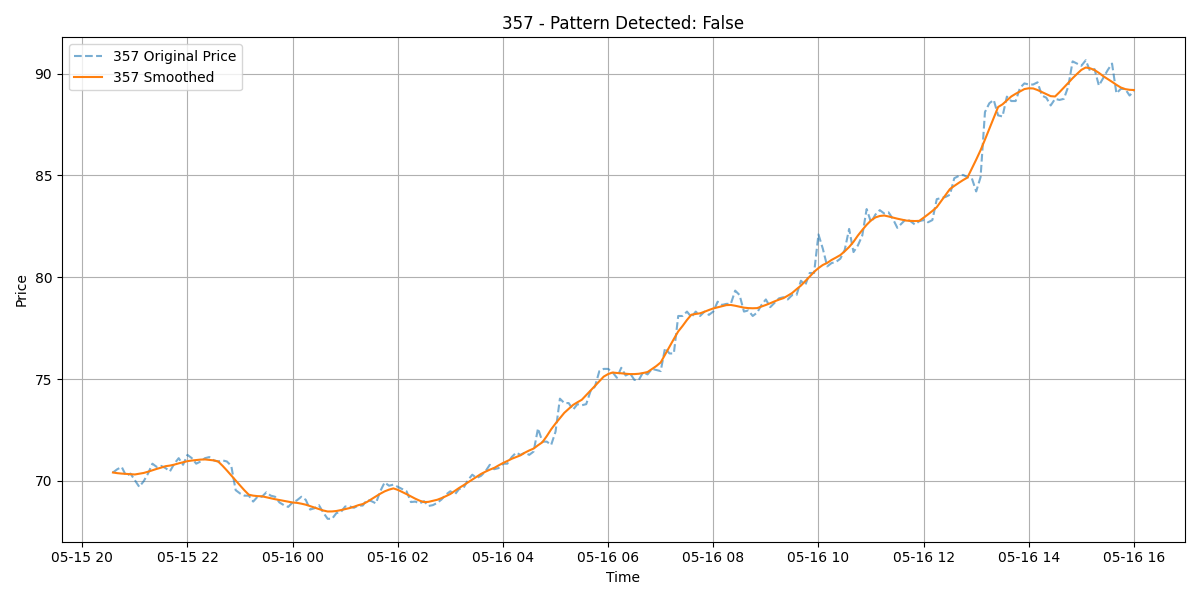 357 - Pattern Detected: False
357 Original Price
357 Smoothed
90
85
80
75
70
Price
05-15 20 05-15 22 05-16 00 05-16 02 05-16 04 05-16 06 05-16 08 05-16 10 05-16 12 05-16 14 05-16 16
Time